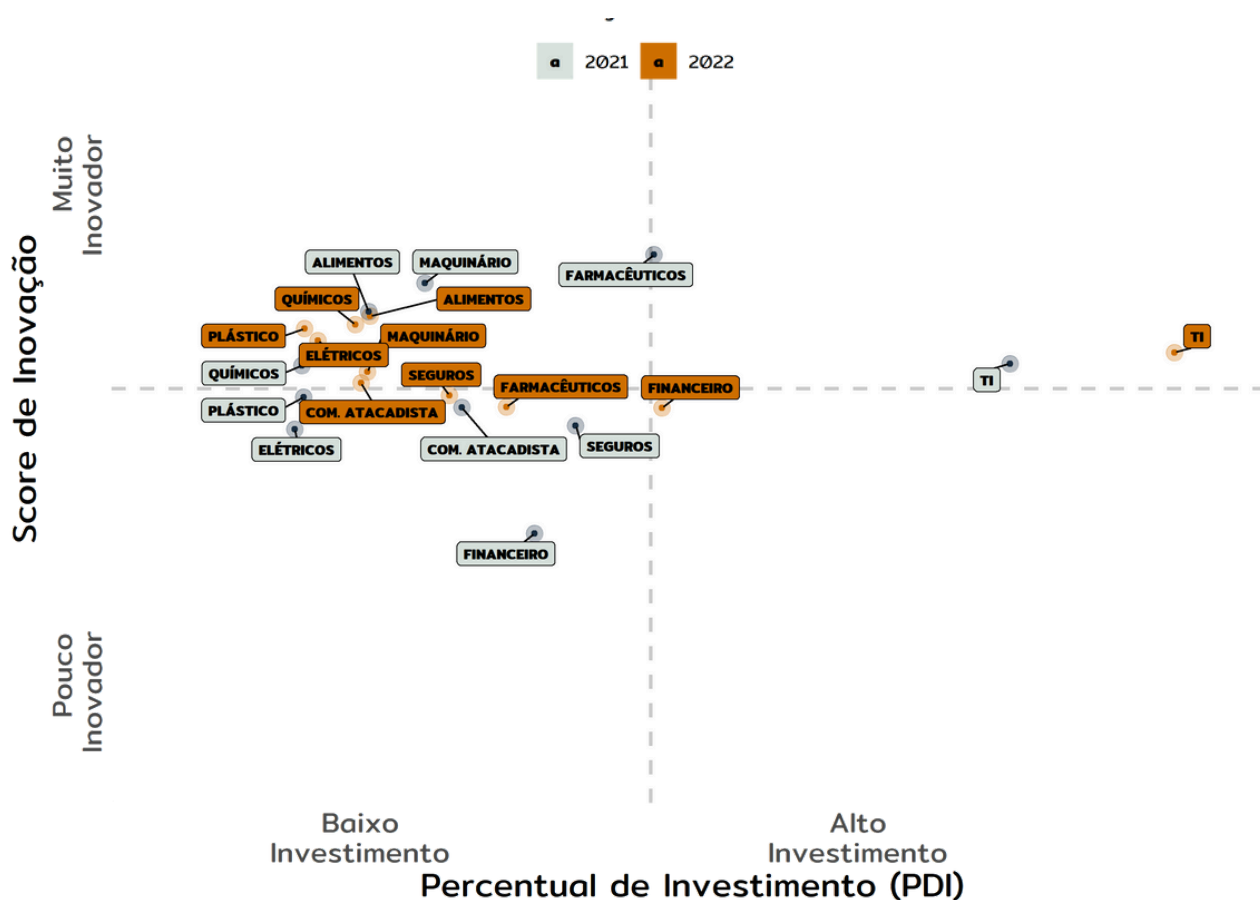 a 2021 a 2022
Muito
Inovador
Score de Inovação
Pouco
Inovador
ALIMENTOS
MAQUINÁRIO
FARMACÊUTICOS
QUÍMICOS
ALIMENTOS
PLÁSTICO
MAQUINÁRIO
TI
ELÉTRICOS
QUÍMICOS
SEGUROS
TI
FARMACÊUTICOS
FINANCEIRO
PLÁSTICO
COM. ATACADISTA
ELÉTRICOS
COM. ATACADISTA
SEGUROS
FINANCEIRO
Baixo
Investimento
Alto
Investimento
Percentual de Investimento (PDI)